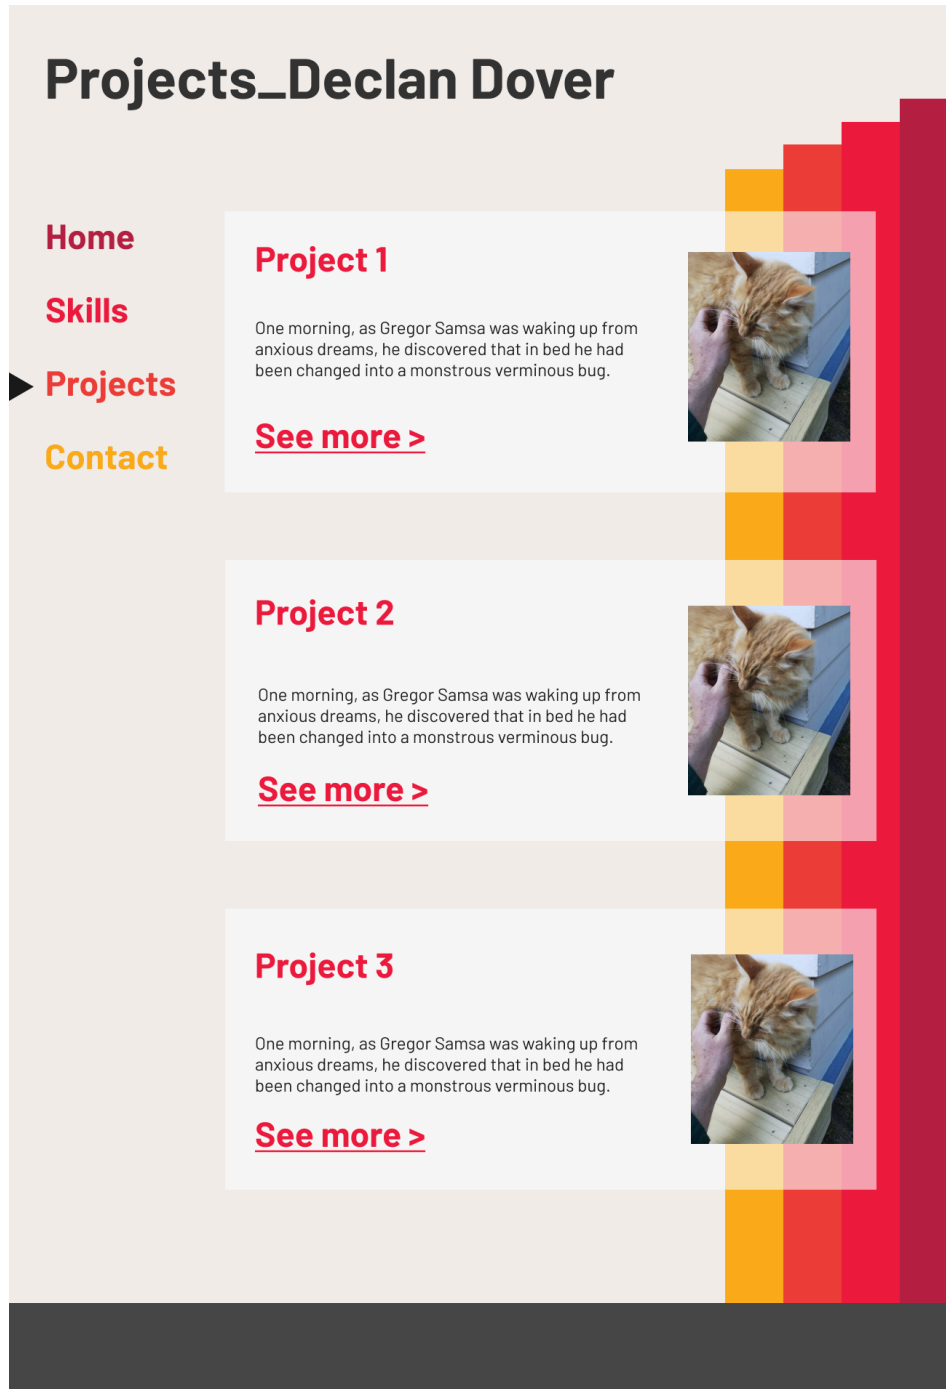 Projects_Declan Dover
Home
Skills
Projects
Contact
Project 1
One morning, as Gregor Samsa was waking up from
anxious dreams, he discovered that in bed he had
been changed into a monstrous verminous bug.
See more >
Project 2
One morning, as Gregor Samsa was waking up from
anxious dreams, he discovered that in bed he had
been changed into a monstrous verminous bug.
See more >
Project 3
One morning, as Gregor Samsa was waking up from
anxious dreams, he discovered that in bed he had
been changed into a monstrous verminous bug.
See more >